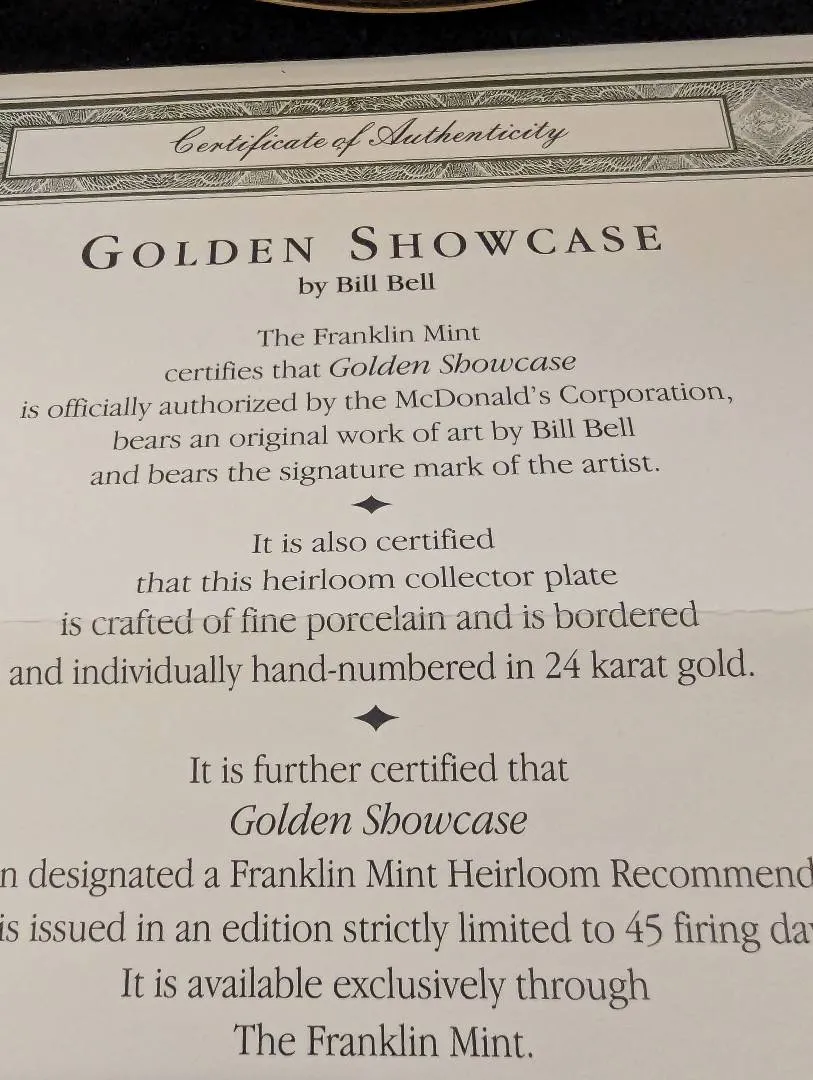 Certificate of Authenticity
GOLDEN SHOWCASE
by Bill Bell
The Franklin Mint
certifies that Golden Showcase
is officially authorized by the McDonald's Corporation,
bears an original work of art by Bill Bell
and bears the signature mark of the artist.
It is also certified
that this heirloom collector plate
is crafted of fine porcelain and is bordered
and individually hand-numbered in 24 karat gold.
It is further certified that
Golden Showcase
n designated a Franklin Mint Heirloom Recommend
is issued in an edition strictly limited to 45 firing da
It is available exclusively through
The Franklin Mint.